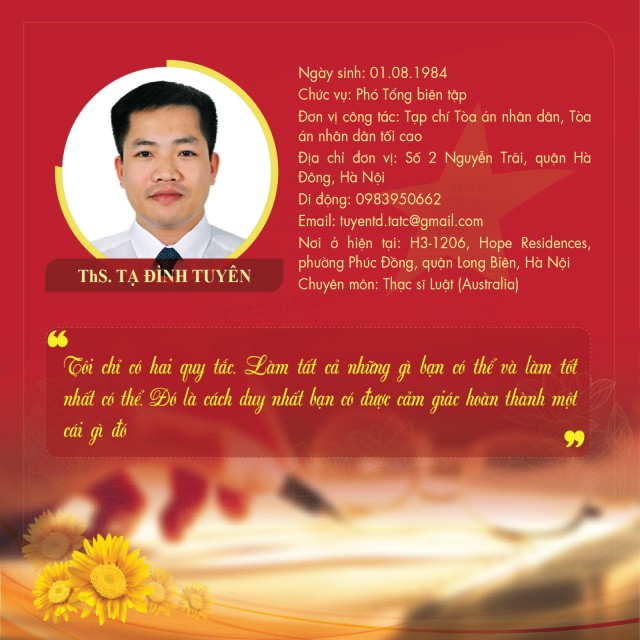 Ngày sinh: 01.08.1984
Chức vụ: Phó Tổng biên tập
Đơn vị công tác: Tạp chí Tòa án nhân dân, Tòa
án nhân dân tối cao
Địa chỉ đơn vị: Số 2 Nguyễn Trãi, quận Hà
Đông, Hà Nội
Di động: 0983950662
Email: tuyentd.tatc@gmail.com
Nơi ở hiện tại: H3-1206, Hope Residences,
phường Phúc Đồng, quận Long Biên, Hà Nội
Chuyên môn: Thạc sĩ Luật (Australia)
ThS. TẠ ĐÌNH TUYÊN
“
Tôi chỉ có hai quy tắc. Làm tất cả những gì bạn có thể và làm tốt
nhất có thể. Đó là cách duy nhất bạn có được cảm giác hoàn thành một
cái gì đó
”